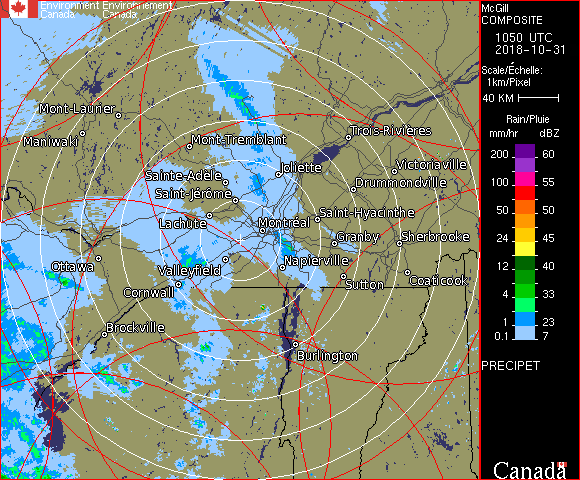 Environment Environnement
Canada Canada
McGill
COMPOSITE
1050 UTC
2018-10-31
Scale/Échelle:
1km/Pixel
40 KM
Rain/Pluie
mm/hr dBZ
200 60
100 55
50 50
24 45
12 40
4 33
1 23
0.1 7
PRECIPET
Canada
Mont-Laurier
Maniwaki
Mont-Tremblant
Trois-Rivières
Sainte-Adèle
Joliette
Victoriaville
Saint-Jérôme
Drummondville
Lachute
Montréal
Saint-Hyacinthe
Granby
Sherbrooke
Ottawa
Valleyfield
Napierville
Cornwall
Sutton
Coaticook
Brockville
Burlington